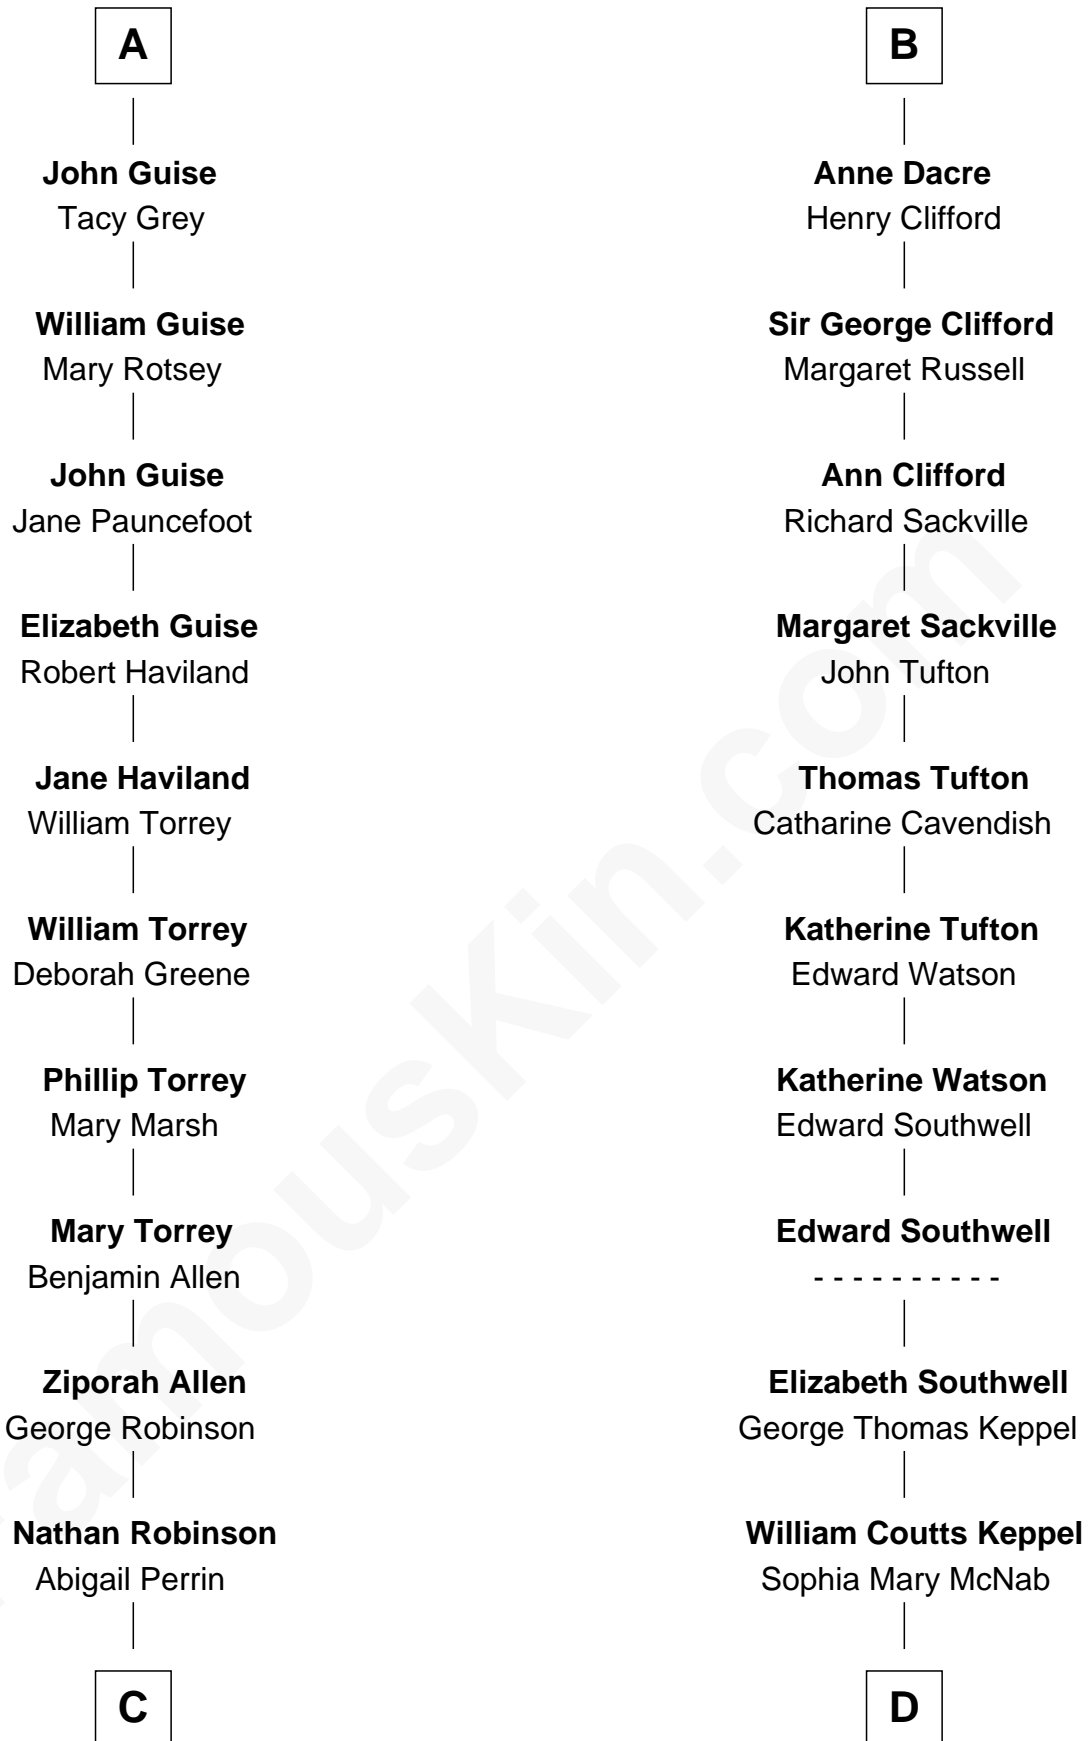 A
John Guise
Tacy Grey
William Guise
Mary Rotsey
John Guise
Jane Pauncefoot
Elizabeth Guise
Robert Haviland
Jane Haviland
William Torrey
William Torrey
Deborah Greene
Phillip Torrey
Mary Marsh
Mary Torrey
Benjamin Allen
Ziporah Allen
George Robinson
Nathan Robinson
Abigail Perrin
C
B
Anne Dacre
Henry Clifford
Sir George Clifford
Margaret Russell
Ann Clifford
Richard Sackville
Margaret Sackville
John Tufton
Thomas Tufton
Catharine Cavendish
Katherine Tufton
Edward Watson
Katherine Watson
Edward Southwell
Edward Southwell
- - - - - - - - - -
Elizabeth Southwell
George Thomas Keppel
William Coutts Keppel
Sophia Mary McNab
D
FamousKin.com